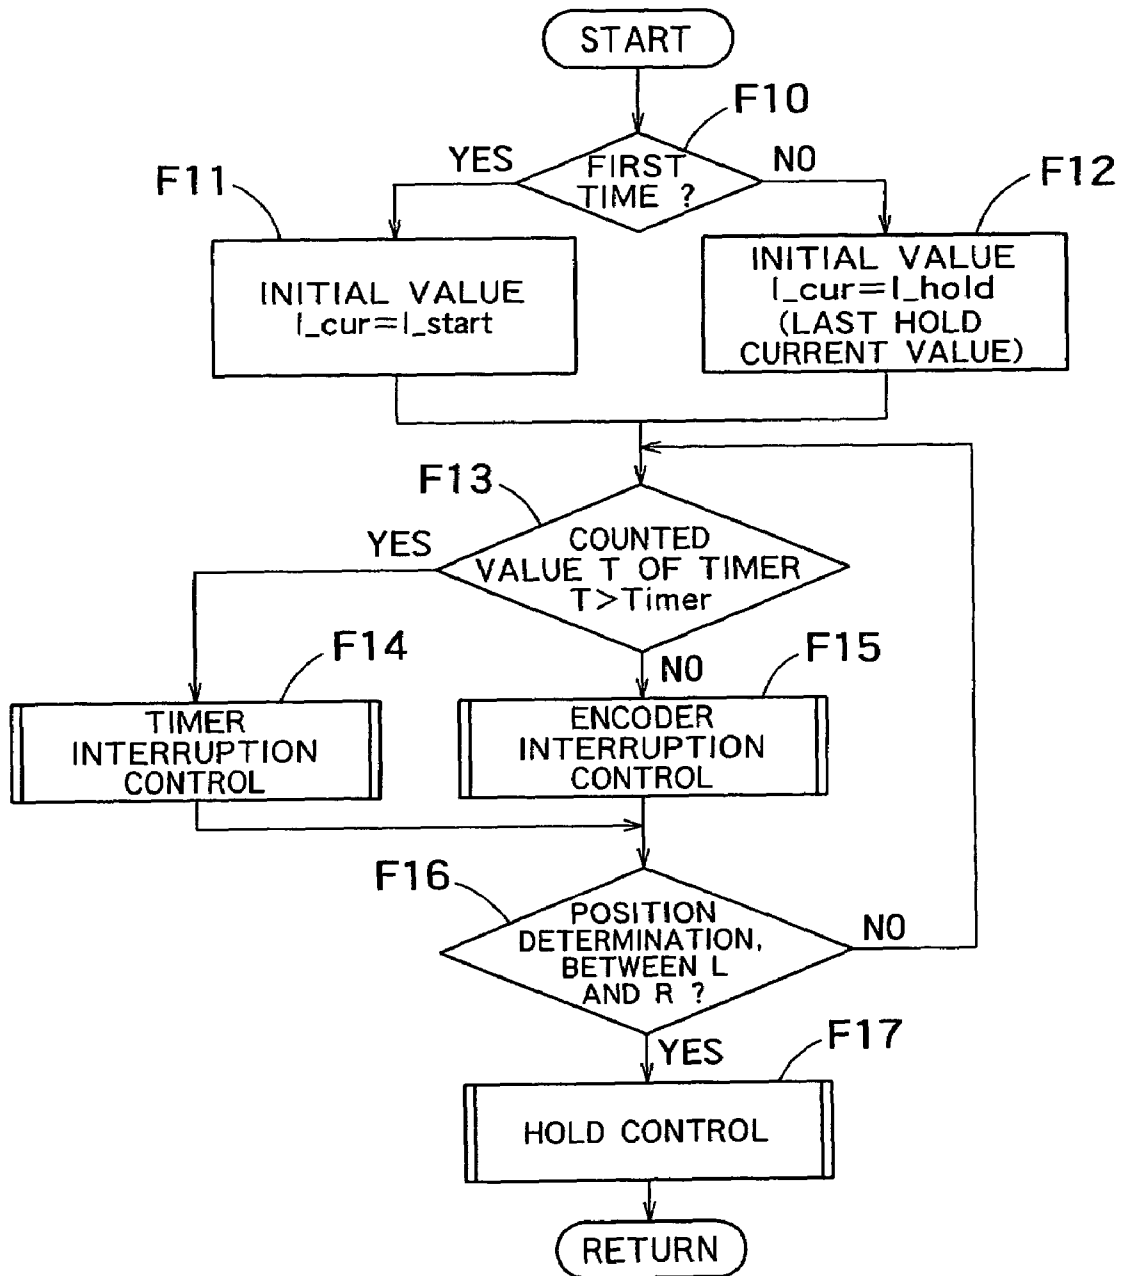 START
F10
YES
FIRST
TIME ?
NO
F11
F12
INITIAL VALUE
I_cur=I_start
INITIAL VALUE
I_cur=I_hold
(LAST HOLD
CURRENT VALUE)
F13
YES
COUNTED
VALUE T OF TIMER
T>Timer
F14
NO
F15
TIMER
INTERRUPTION
CONTROL
ENCODER
INTERRUPTION
CONTROL
F16
POSITION
DETERMINATION,
BETWEEN L
AND R ?
NO
YES
F17
HOLD CONTROL
RETURN